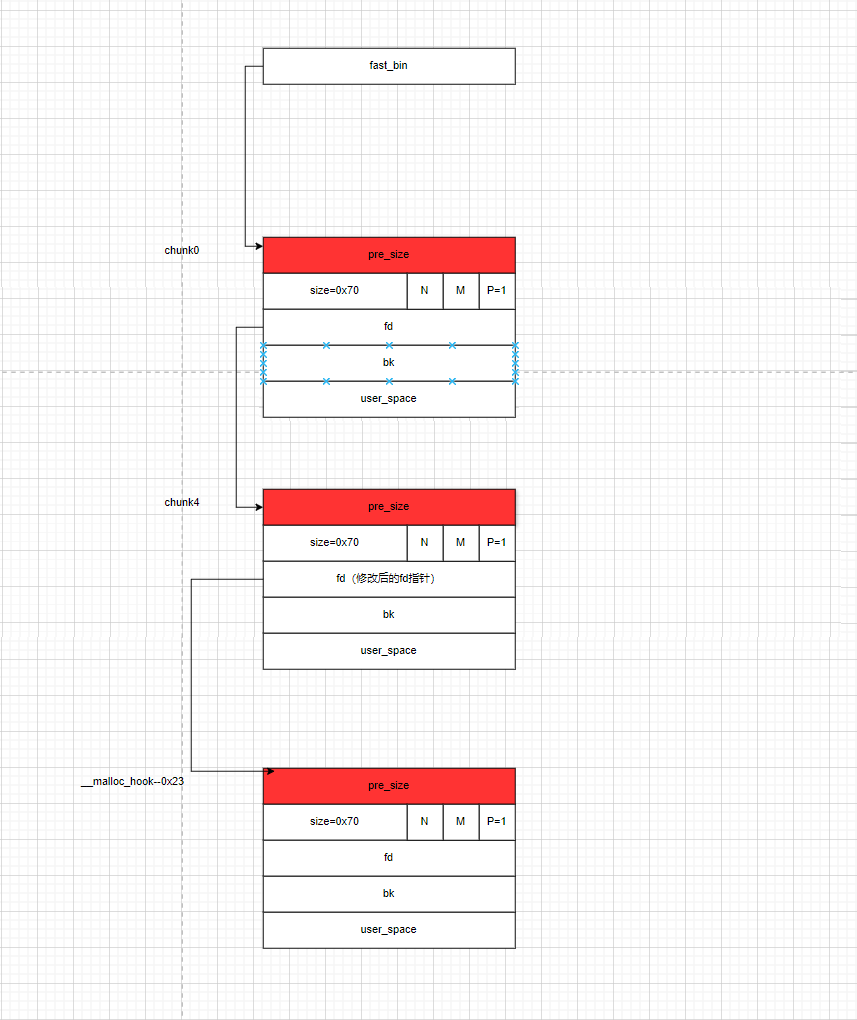 fast_bin
chunk0
pre_size
size=0x70 N M P=1
fd
bk
user_space
chunk4
pre_size
size=0x70 N M P=1
fd（修改后的fd指针）
bk
user_space
__malloc_hook--0x23
pre_size
size=0x70 N M P=1
fd
bk
user_space